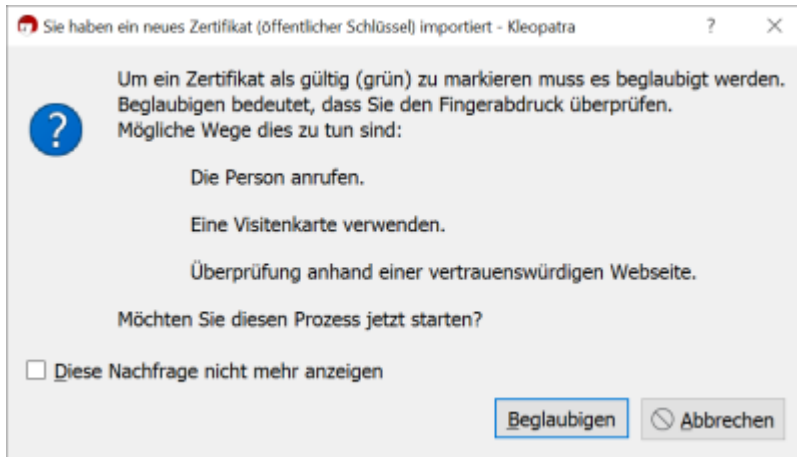 Sie haben ein neues Zertifikat (öffentlicher Schlüssel) importiert - Kleopatra
Um ein Zertifikat als gültig (grün) zu markieren muss es beglaubigt werden.
Beglaubigen bedeutet, dass Sie den Fingerabdruck überprüfen.
Mögliche Wege dies zu tun sind:
Die Person anrufen.
Eine Visitenkarte verwenden.
Überprüfung anhand einer vertrauenswürdigen Webseite.
Möchten Sie diesen Prozess jetzt starten?
Diese Nachfrage nicht mehr anzeigen
Beglaubigen Abbrechen